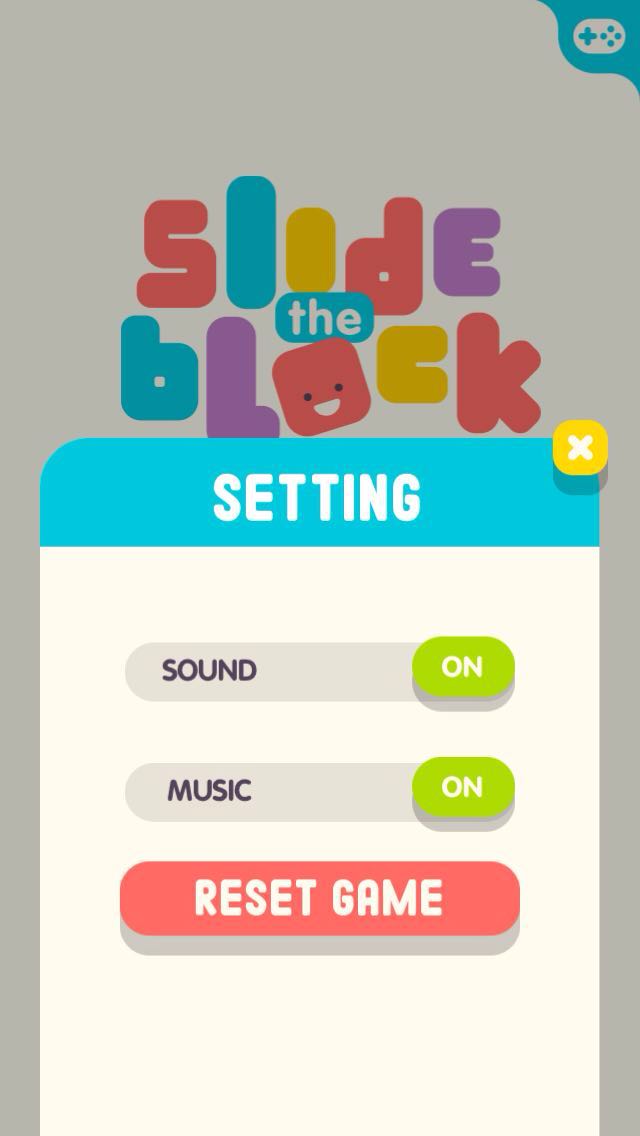 slide
the
bLock
SETTING
SOUND ON
MUSIC ON
RESET GAME